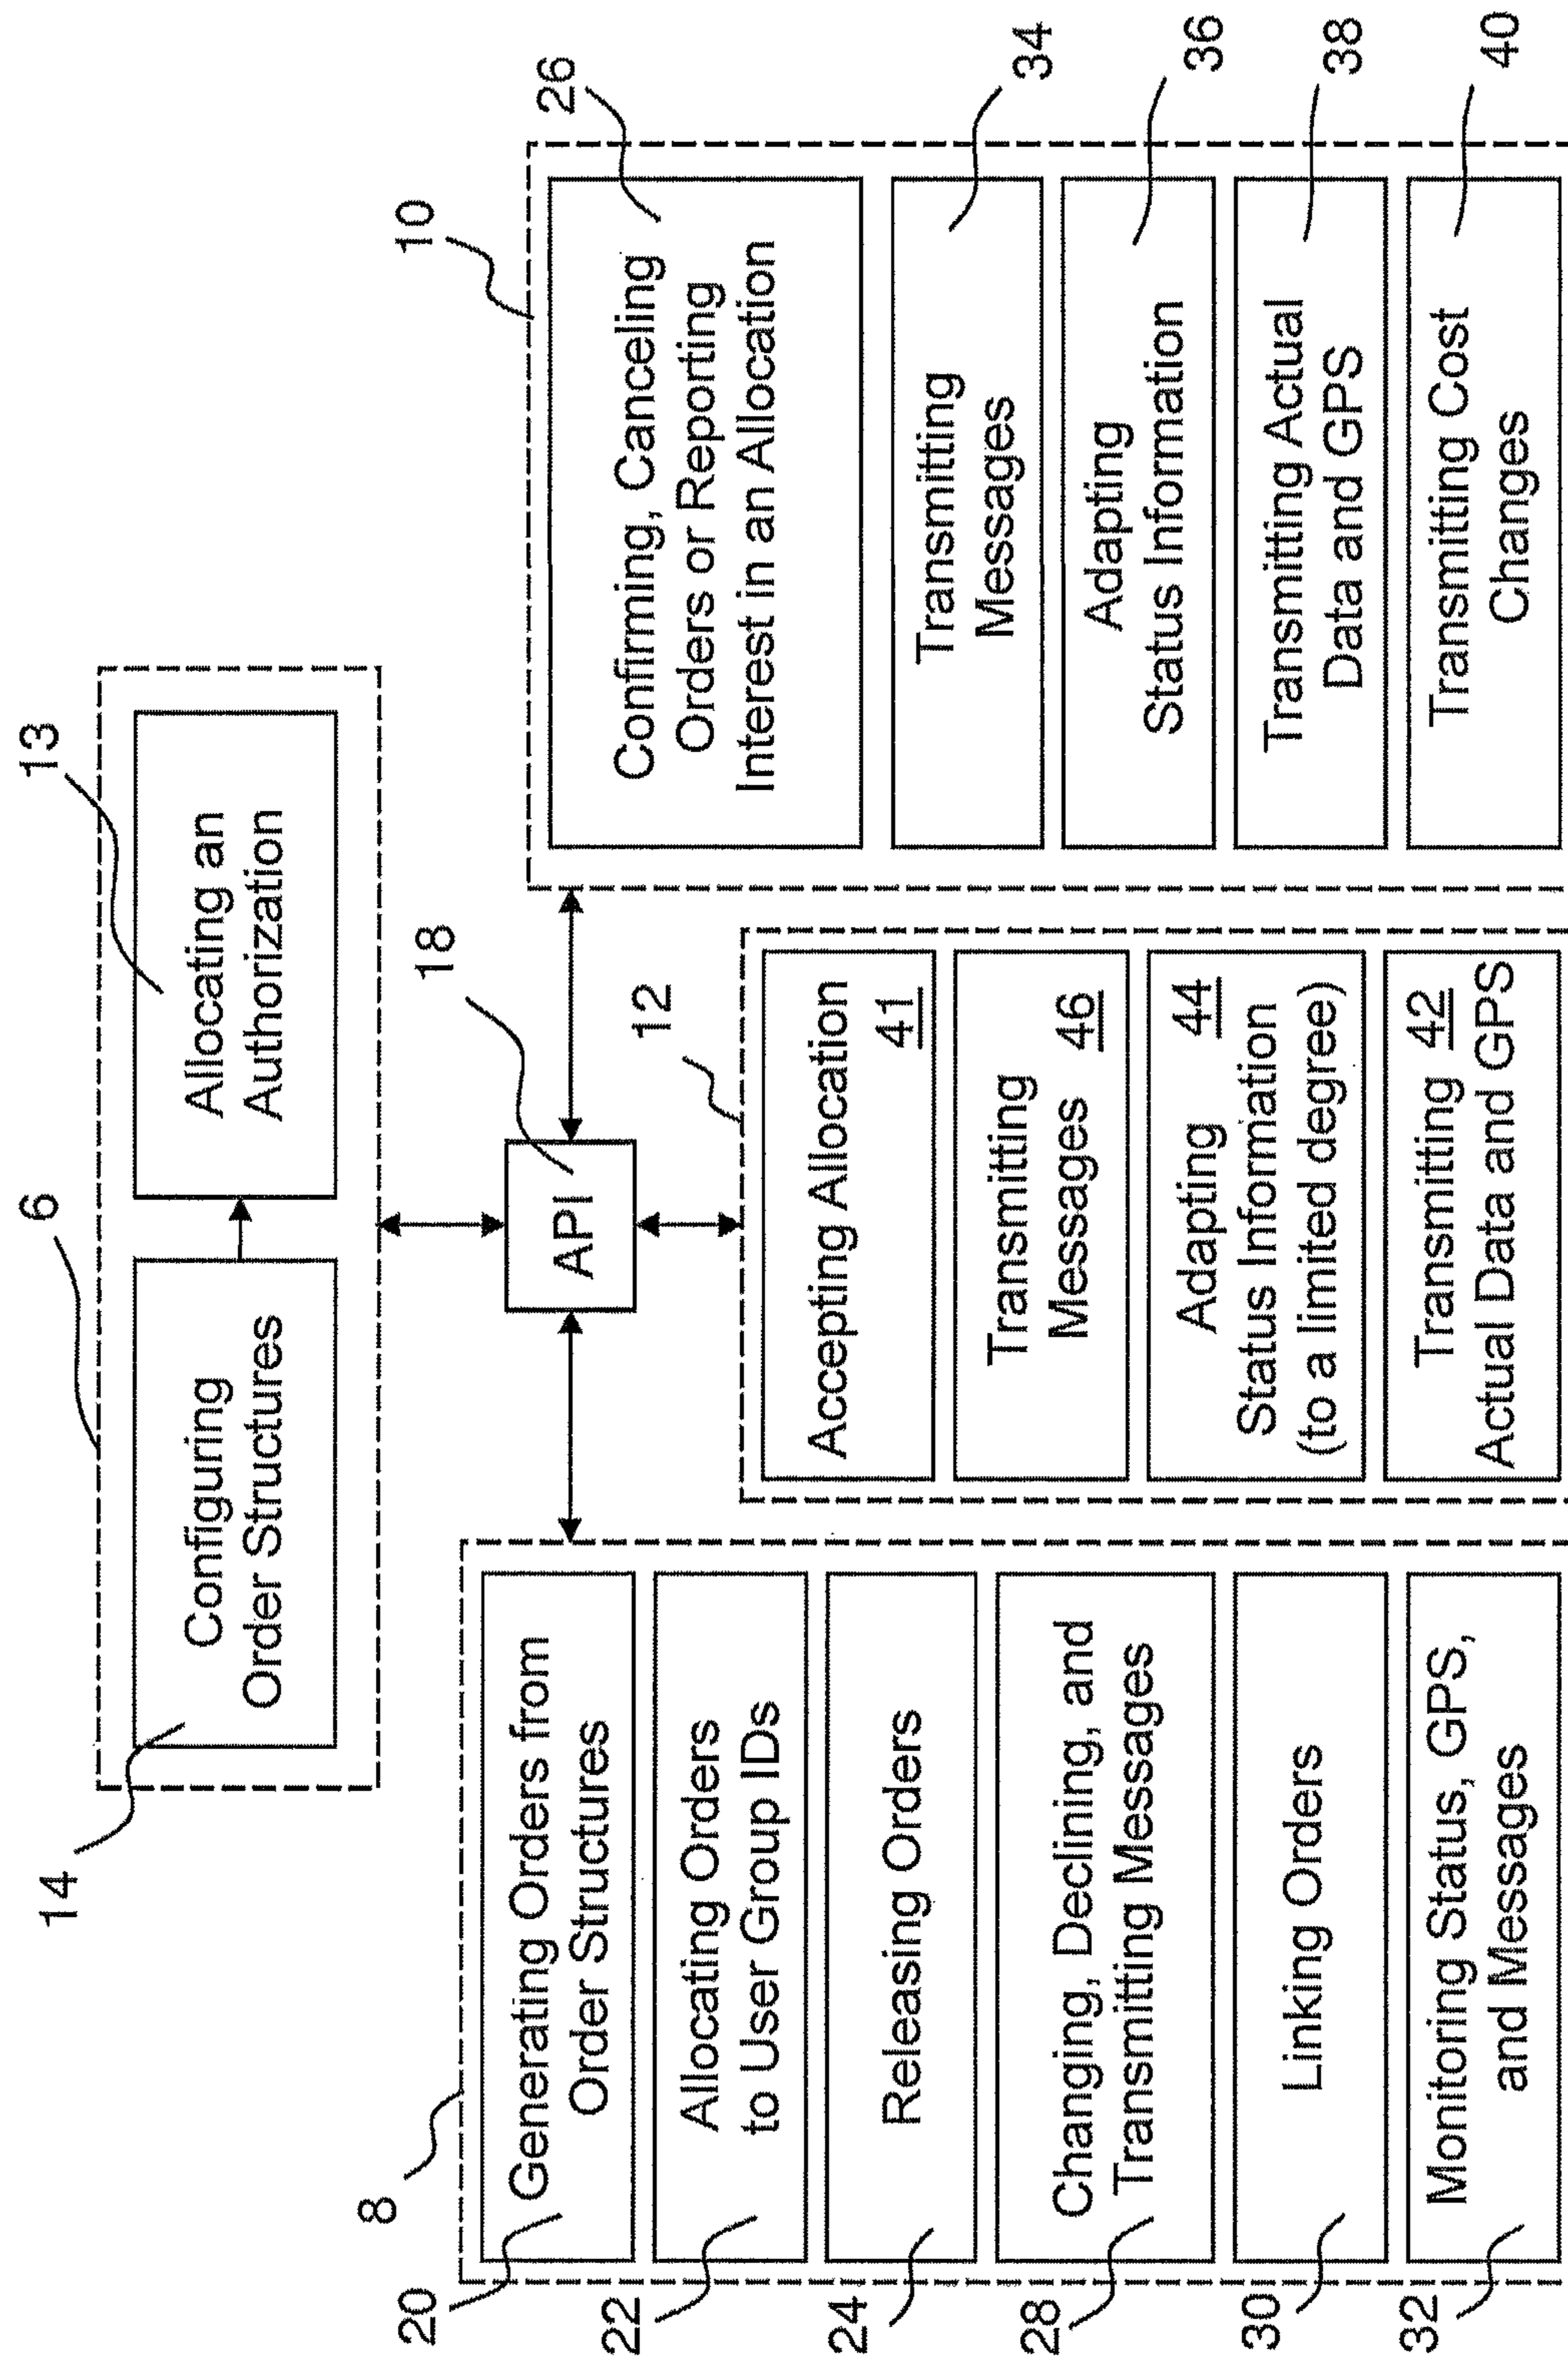 6
13
14
Configuring
Order Structures
Allocating an
Authorization
18
API
8
20
Generating Orders from
Order Structures
22
Allocating Orders
to User Group IDs
24
Releasing Orders
28
Changing, Declining, and
Transmitting Messages
30
Linking Orders
32
Monitoring Status, GPS,
and Messages
12
Accepting Allocation
41
Transmitting
Messages 46
Adapting 44
Status Information
(to a limited degree)
Transmitting 42
Actual Data and GPS
10
26
Confirming, Canceling
Orders or Reporting
Interest in an Allocation
34
Transmitting
Messages
36
Adapting
Status Information
38
Transmitting Actual
Data and GPS
40
Transmitting Cost
Changes